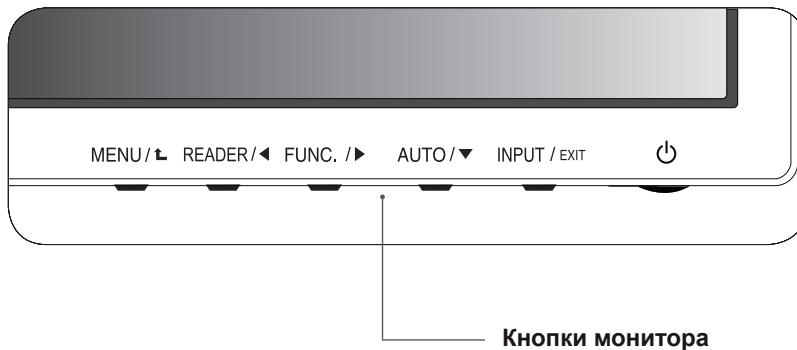 MENU / ⮤ READER / ◀ FUNC. / ▶ AUTO / ▼ INPUT / EXIT ⏻
Кнопки монитора